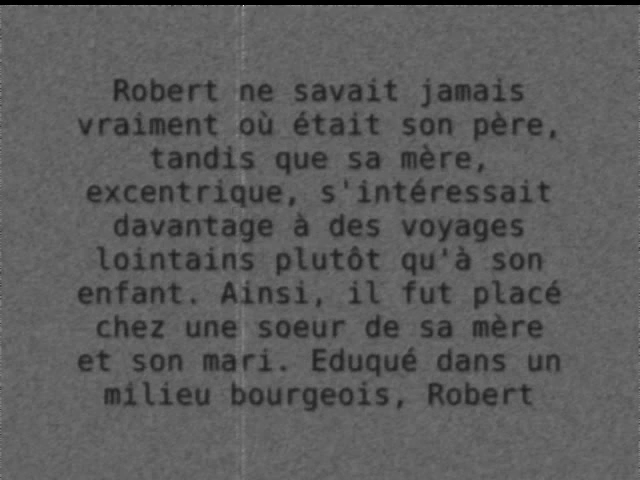 Robert ne savait jamais
vraiment où était son père,
tandis que sa mère,
excentrique, s'intéressait
davantage à des voyages
lointains plutôt qu'à son
enfant. Ainsi, il fut placé
chez une soeur de sa mère
et son mari. Eduqué dans un
milieu bourgeois, Robert